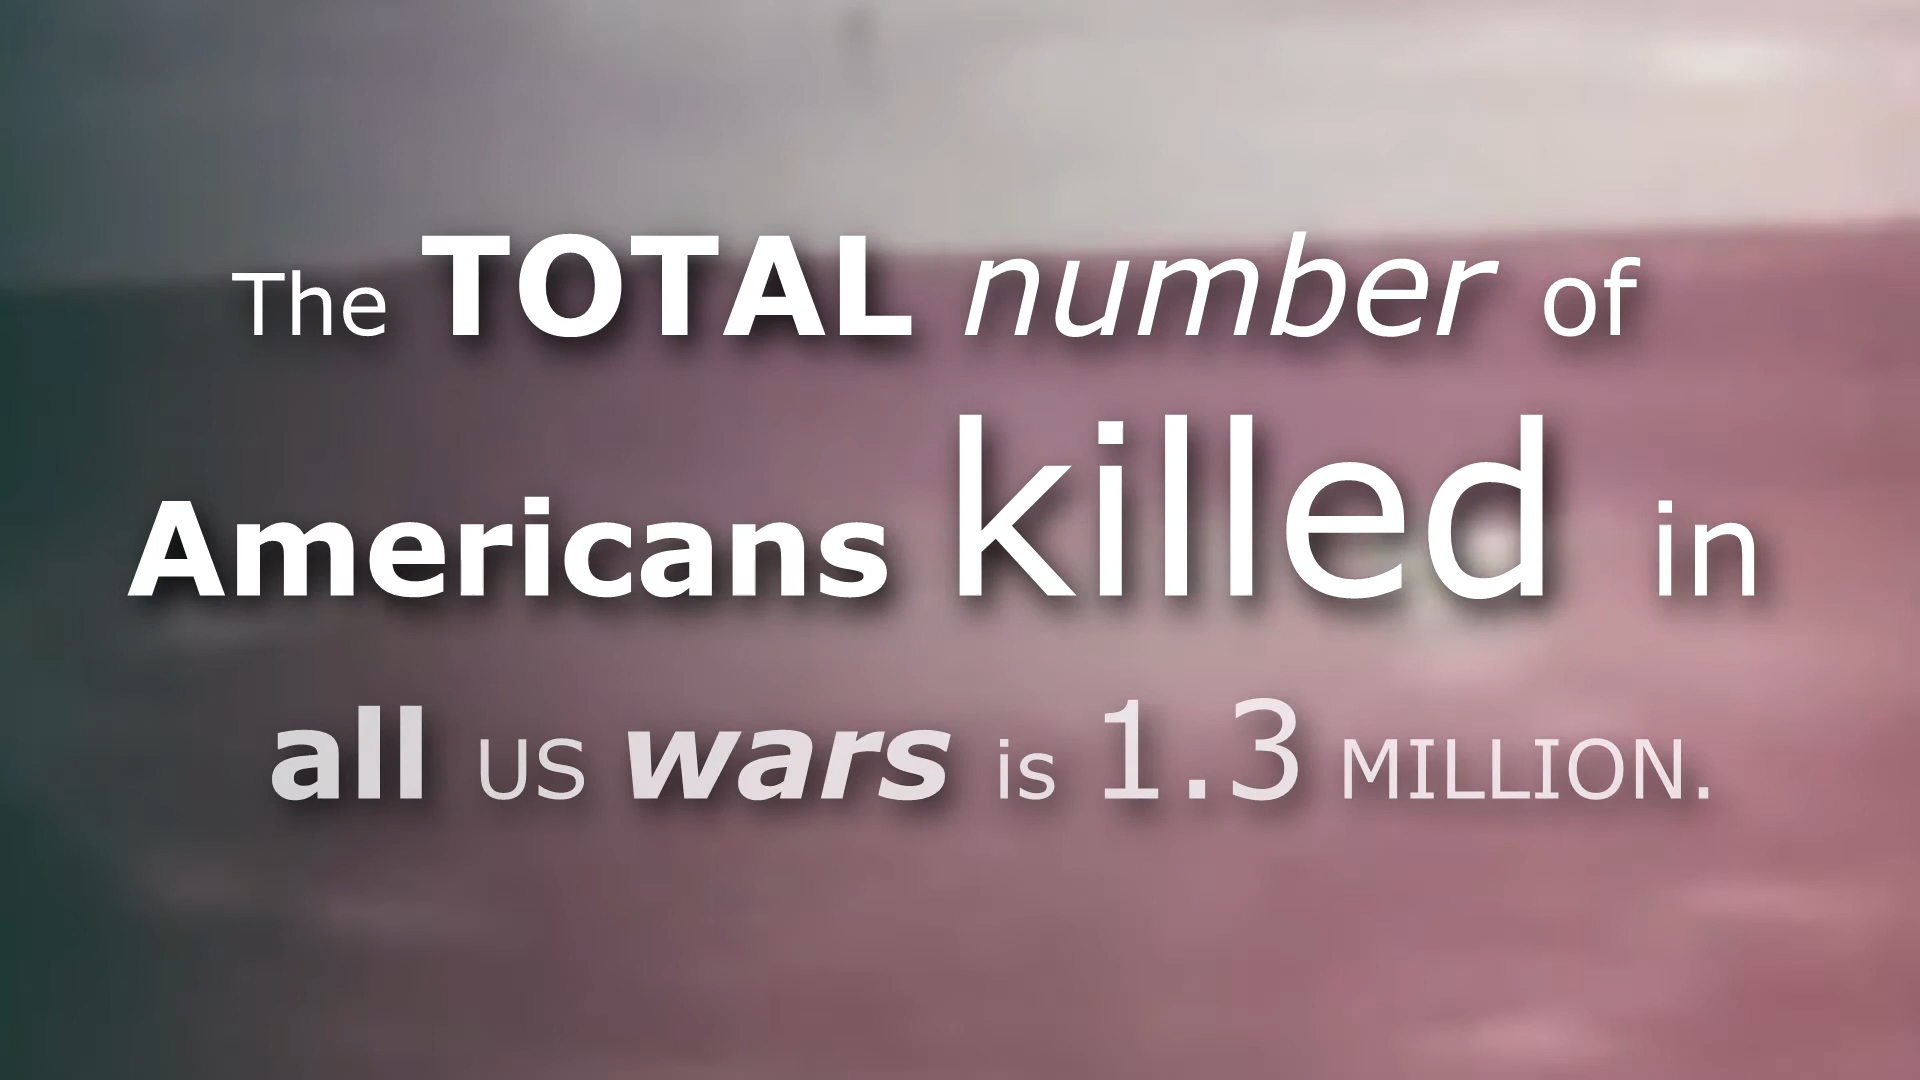 The TOTAL number of
Americans killed in
all US wars is 1.3 MILLION.